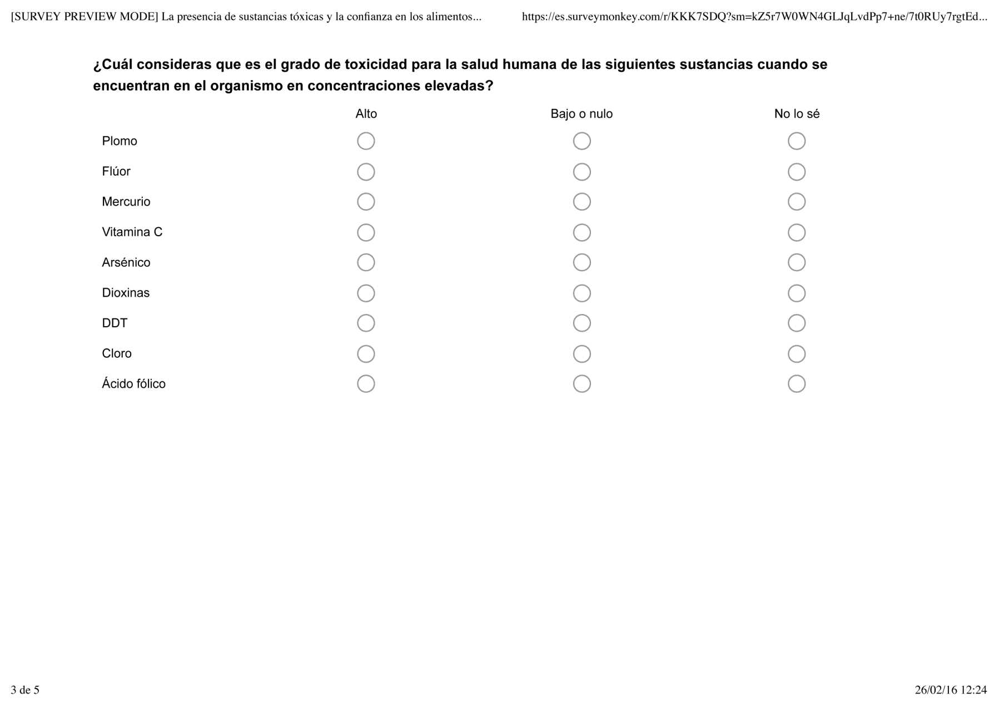 [SURVEY PREVIEW MODE] La presencia de sustancias tóxicas y la confianza en los alimentos... https://es.surveymonkey.com/r/KKK7SDQ?sm=kZ5r7W0WN4GLJqLvdPp7+ne/7t0RUy7rgtEd...
¿Cuál consideras que es el grado de toxicidad para la salud humana de las siguientes sustancias cuando se
encuentran en el organismo en concentraciones elevadas?
Alto Bajo o nulo No lo sé
Plomo
Flúor
Mercurio
Vitamina C
Arsénico
Dioxinas
DDT
Cloro
Ácido fólico
3 de 5 26/02/16 12:24